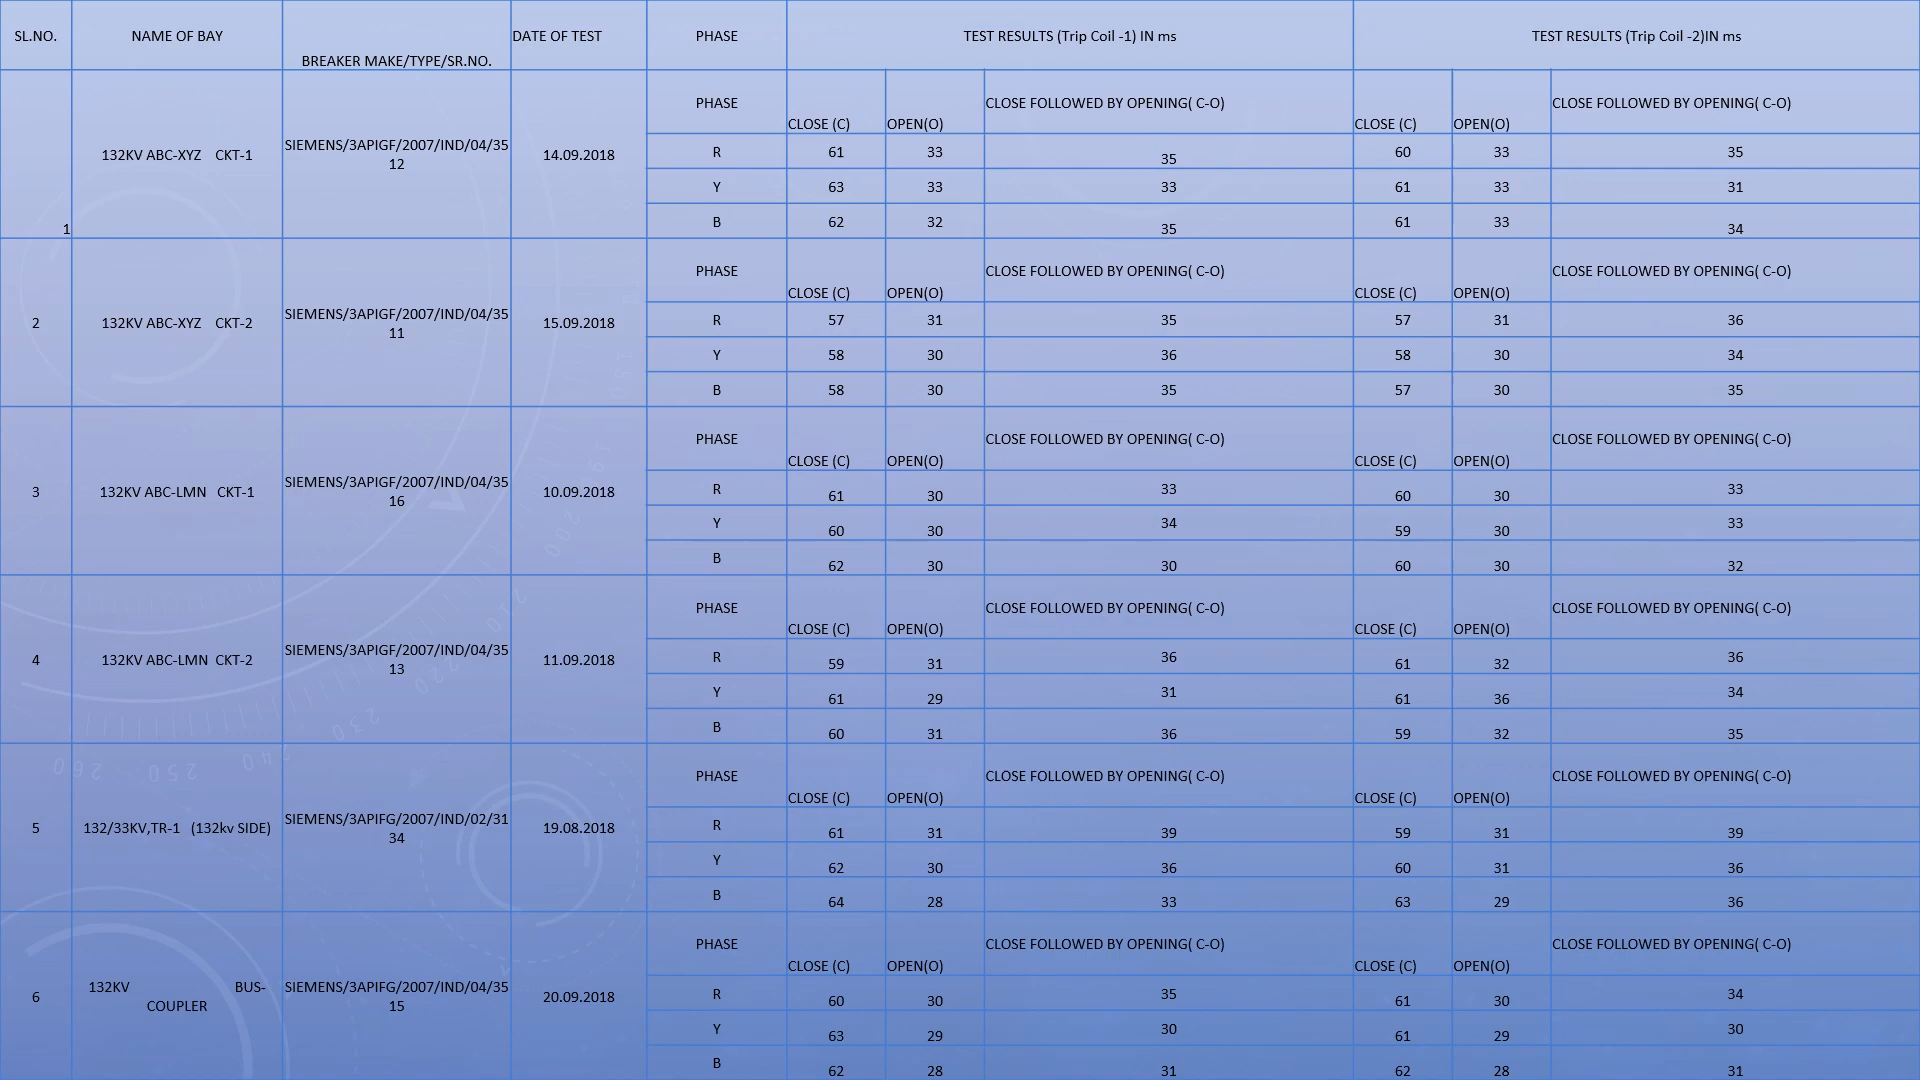 SL.NO. NAME OF BAY BREAKER MAKE/TYPE/SR.NO. DATE OF TEST PHASE TEST RESULTS (Trip Coil -1) IN ms TEST RESULTS (Trip Coil -2)IN ms
1 132KV ABC-XYZ CKT-1 SIEMENS/3APIGF/2007/IND/04/35
12 14.09.2018
PHASE CLOSE (C) OPEN(O) CLOSE FOLLOWED BY OPENING( C-O) CLOSE (C) OPEN(O) CLOSE FOLLOWED BY OPENING( C-O)
R 61 33 35 60 33 35
Y 63 33 33 61 33 31
B 62 32 35 61 33 34
2 132KV ABC-XYZ CKT-2 SIEMENS/3APIGF/2007/IND/04/35
11 15.09.2018
PHASE CLOSE (C) OPEN(O) CLOSE FOLLOWED BY OPENING( C-O) CLOSE (C) OPEN(O) CLOSE FOLLOWED BY OPENING( C-O)
R 57 31 35 57 31 36
Y 58 30 36 58 30 34
B 58 30 35 57 30 35
3 132KV ABC-LMN CKT-1 SIEMENS/3APIGF/2007/IND/04/35
16 10.09.2018
PHASE CLOSE (C) OPEN(O) CLOSE FOLLOWED BY OPENING( C-O) CLOSE (C) OPEN(O) CLOSE FOLLOWED BY OPENING( C-O)
R 61 30 33 60 30 33
Y 60 30 34 59 30 33
B 62 30 30 60 30 32
4 132KV ABC-LMN CKT-2 SIEMENS/3APIGF/2007/IND/04/35
13 11.09.2018
PHASE CLOSE (C) OPEN(O) CLOSE FOLLOWED BY OPENING( C-O) CLOSE (C) OPEN(O) CLOSE FOLLOWED BY OPENING( C-O)
R 59 31 36 61 32 36
Y 61 29 31 61 36 34
B 60 31 36 59 32 35
5 132/33KV,TR-1 (132kv SIDE) SIEMENS/3APIFG/2007/IND/02/31
34 19.08.2018
PHASE CLOSE (C) OPEN(O) CLOSE FOLLOWED BY OPENING( C-O) CLOSE (C) OPEN(O) CLOSE FOLLOWED BY OPENING( C-O)
R 61 31 39 59 31 39
Y 62 30 36 60 31 36
B 64 28 33 63 29 36
6 132KV BUS-
COUPLER SIEMENS/3APIFG/2007/IND/04/35
15 20.09.2018
PHASE CLOSE (C) OPEN(O) CLOSE FOLLOWED BY OPENING( C-O) CLOSE (C) OPEN(O) CLOSE FOLLOWED BY OPENING( C-O)
R 60 30 35 61 30 34
Y 63 29 30 61 29 30
B 62 28 31 62 28 31
260 250 240 230 220 210 200 190